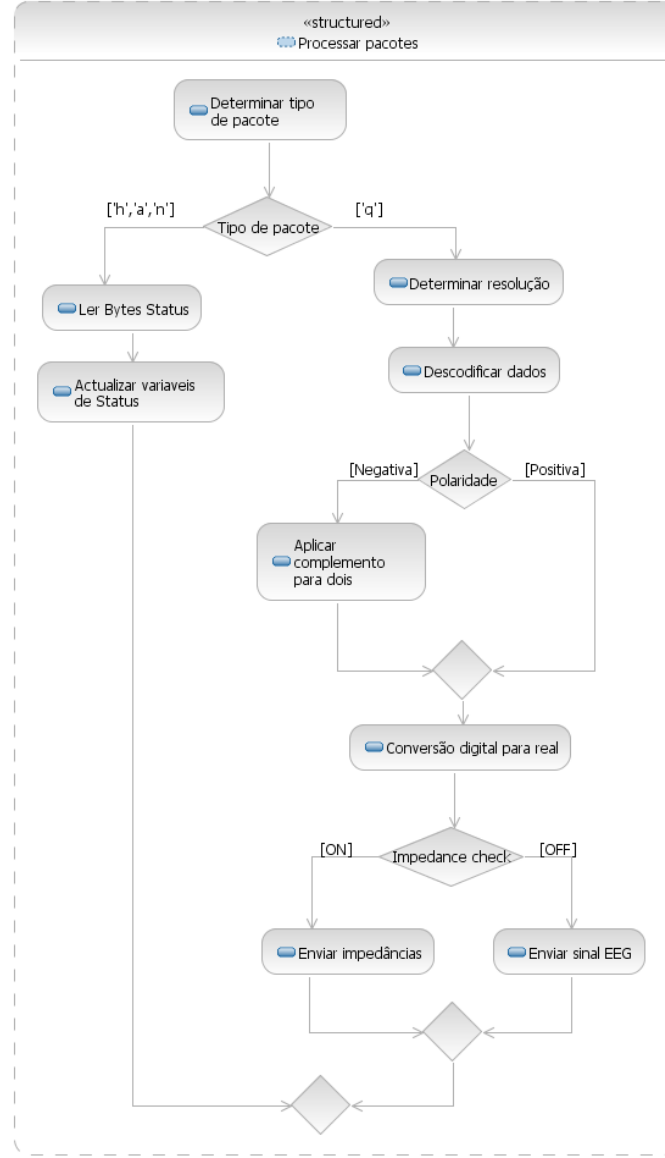 «structured»
Processar pacotes
Determinar tipo
de pacote
['h','a','n']
['q']
Tipo de pacote
Determinar resolução
Ler Bytes Status
Descodificar dados
Actualizar variaveis
de Status
[Negativa]
[Positiva]
Polaridade
Aplicar
complemento
para dois
Conversão digital para real
[ON]
[OFF]
Impedance check
Enviar impedâncias
Enviar sinal EEG